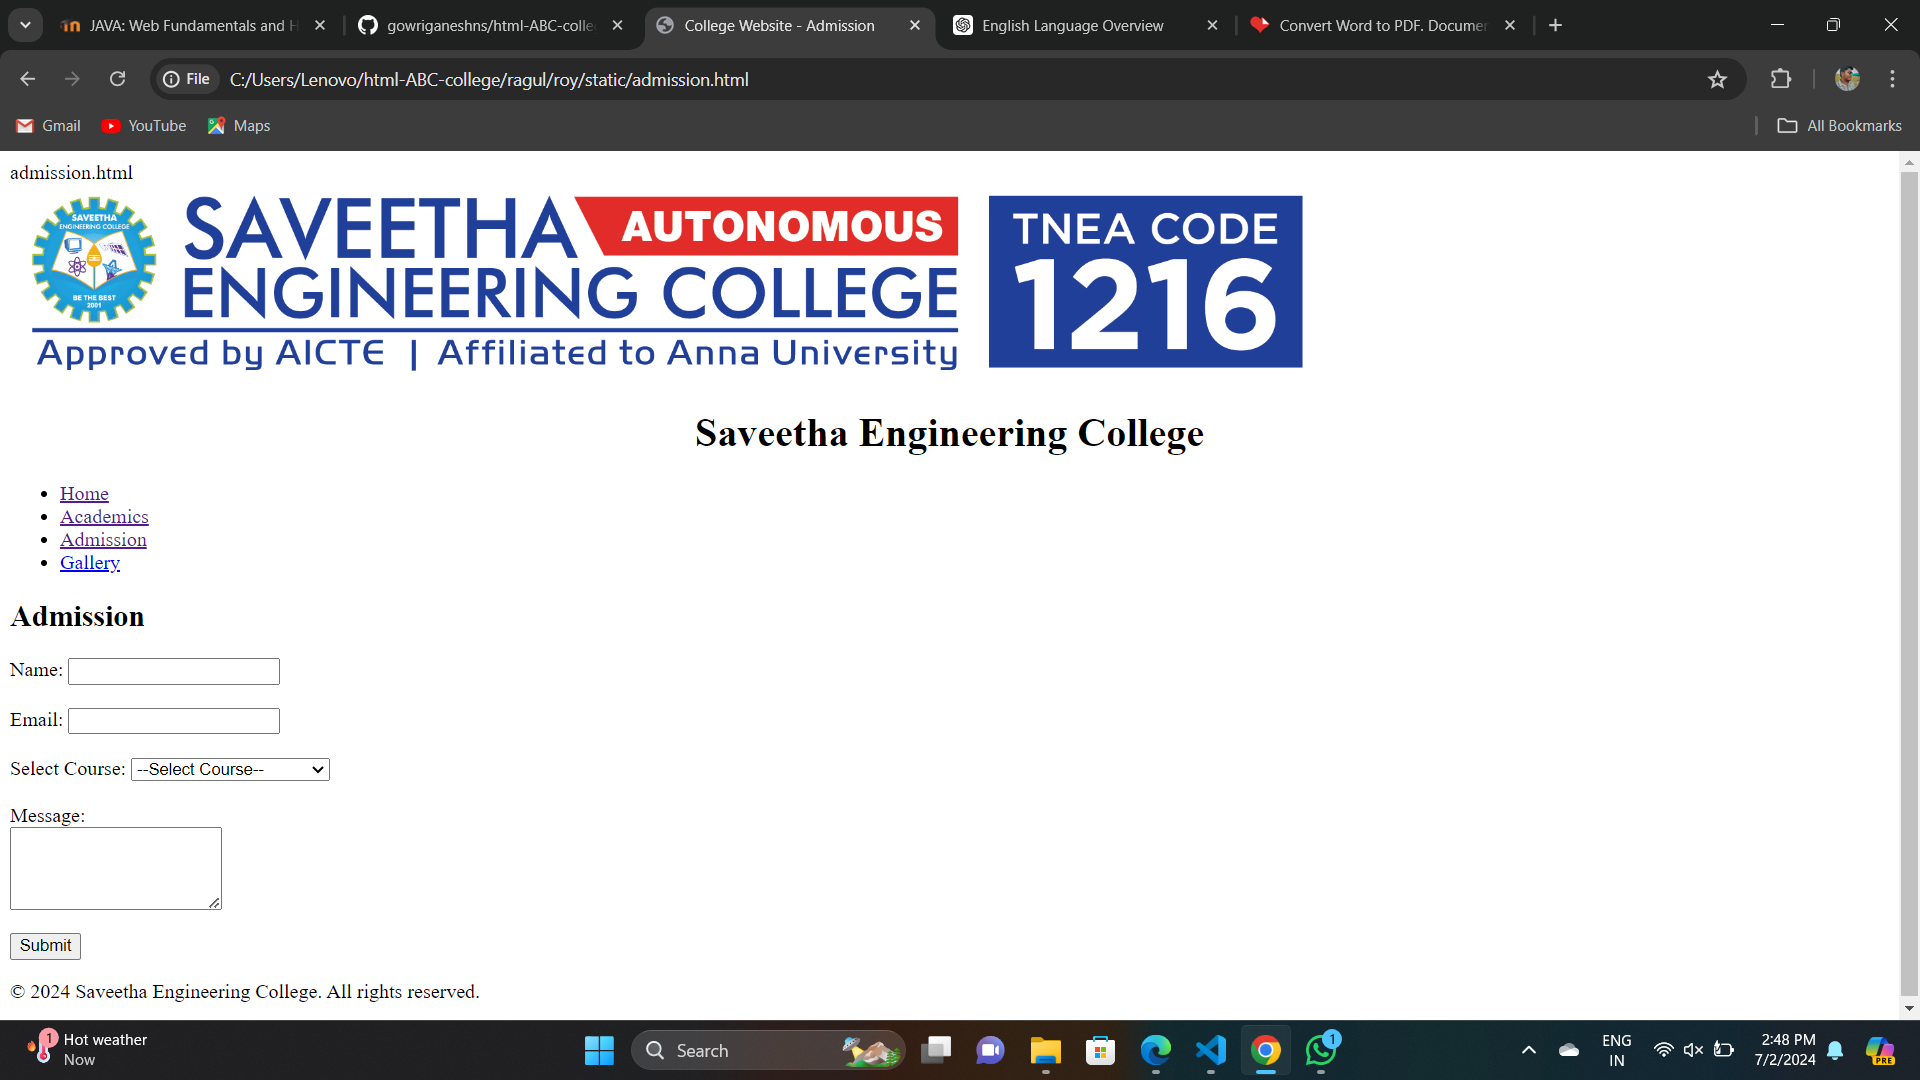 JAVA: Web Fundamentals and H
gowriganeshns/html-ABC-colle
College Website - Admission
English Language Overview
Convert Word to PDF. Documen
File
C:/Users/Lenovo/html-ABC-college/ragul/roy/static/admission.html
Gmail
YouTube
Maps
All Bookmarks
admission.html
SAVEETHA
ENGINEERING COLLEGE
BE THE BEST
2001
SAVEETHA AUTONOMOUS
ENGINEERING COLLEGE
Approved by AICTE | Affiliated to Anna University
TNEA CODE
1216
Saveetha Engineering College
Home
Academics
Admission
Gallery
Admission
Name:
Email:
Select Course: --Select Course--
Message:
Submit
© 2024 Saveetha Engineering College. All rights reserved.
1
Hot weather
Now
Search
1
ENG
IN
2:48 PM
7/2/2024
PRE